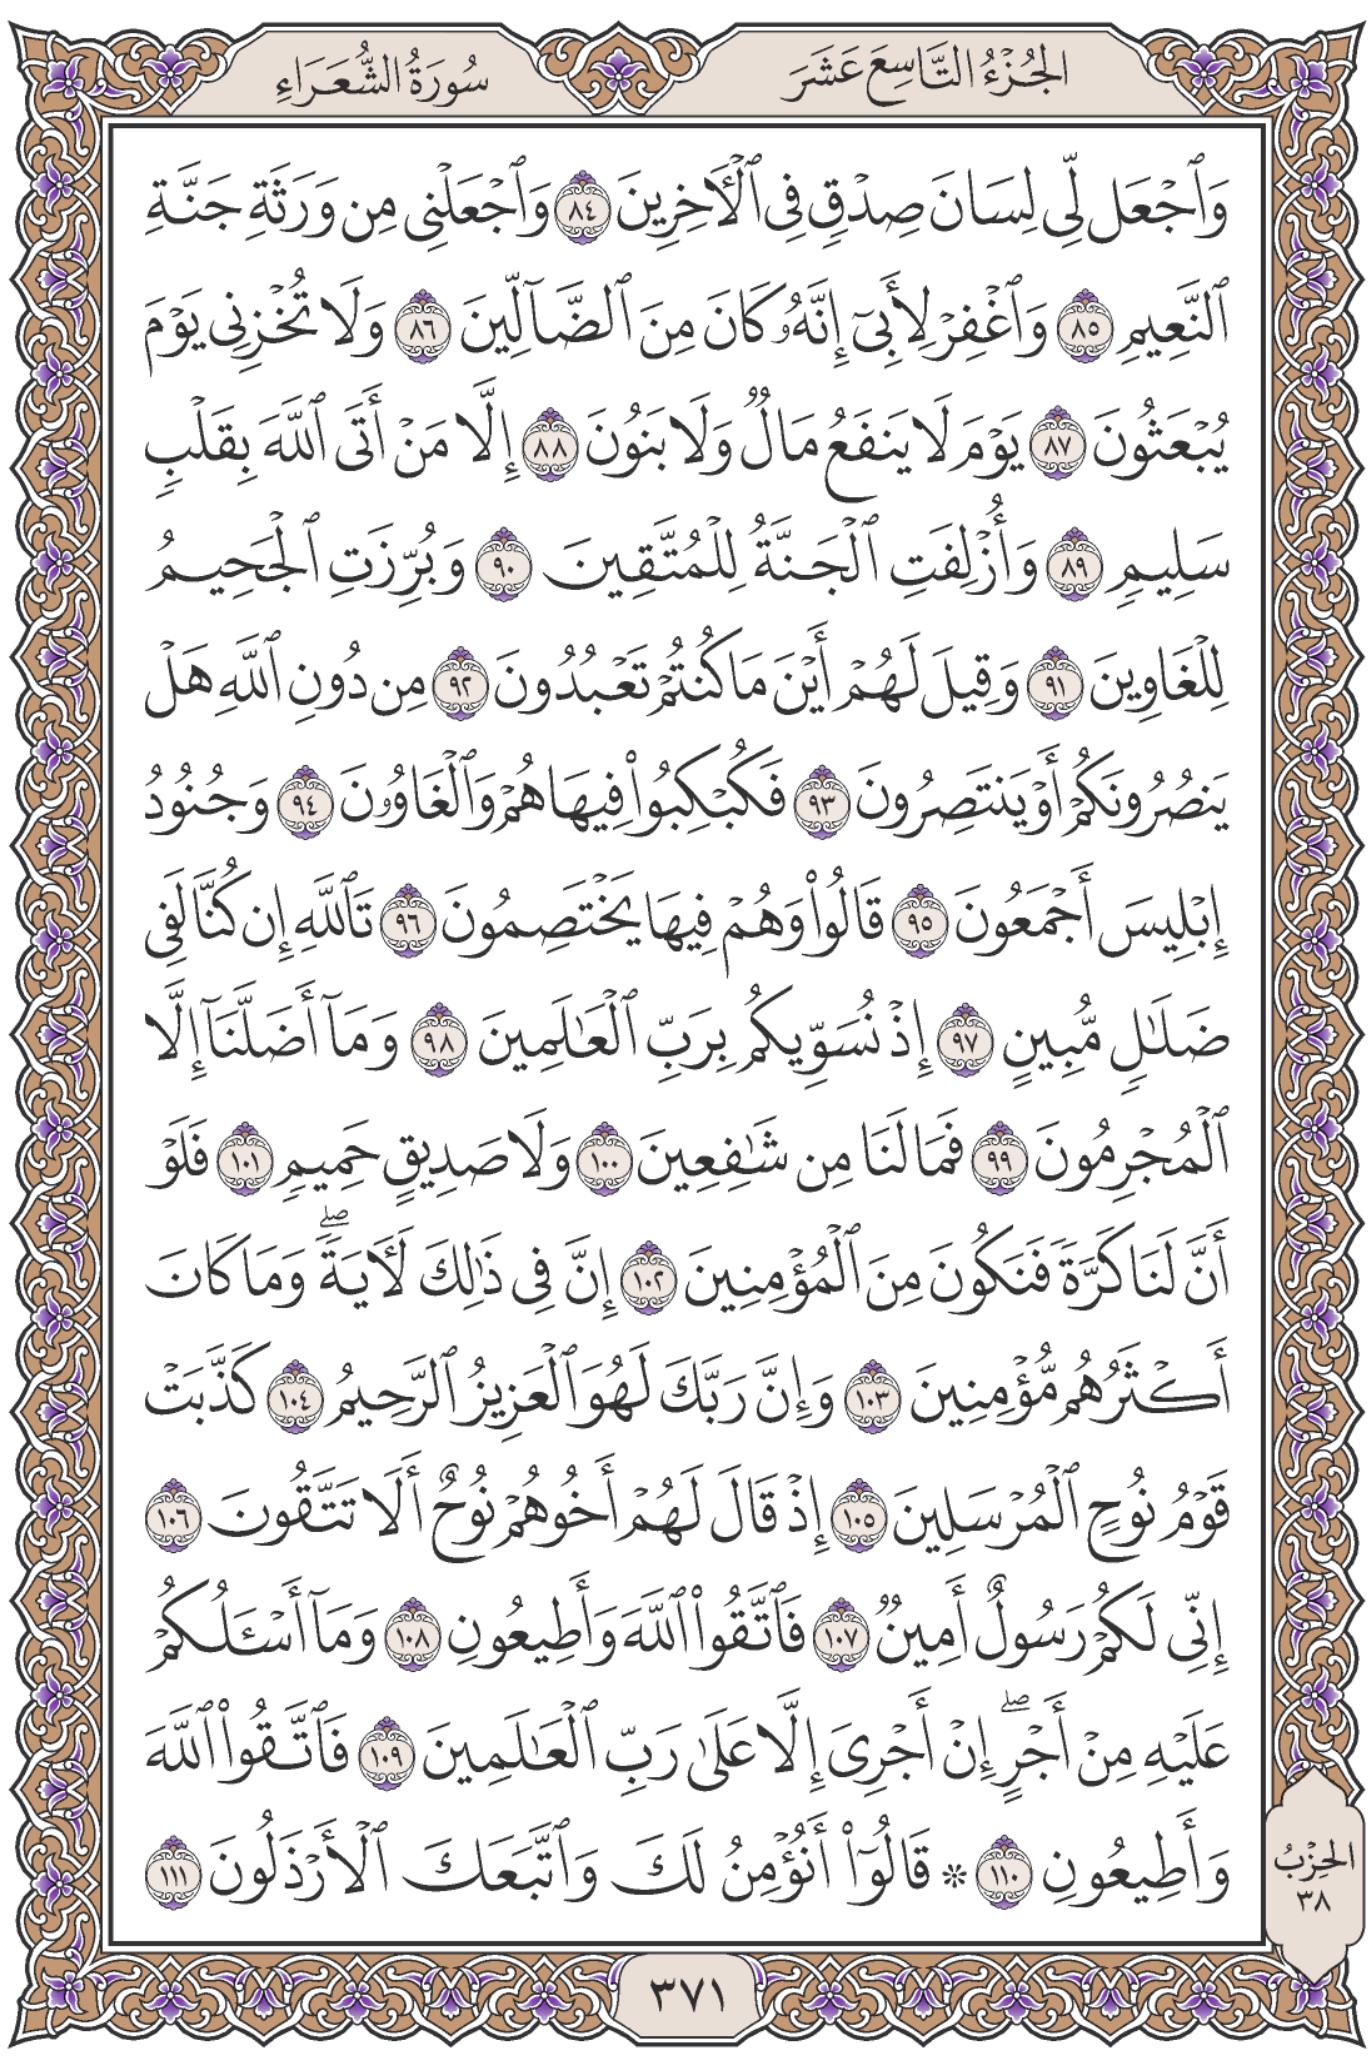 الجُزْءُ التَّاسِعَ عَشَرَ
سُورَةُ الشُّعَرَاءِ
وَٱجْعَل لِّى لِسَانَ صِدْقٍ فِى ٱلْـَٔاخِرِينَ ٨٤ وَٱجْعَلْنِى مِن وَرَثَةِ جَنَّةِ
ٱلنَّعِيمِ ٨٥ وَٱغْفِرْ لِأَبِىٓ إِنَّهُۥ كَانَ مِنَ ٱلضَّآلِّينَ ٨٦ وَلَا تُخْزِنِى يَوْمَ
يُبْعَثُونَ ٨٧ يَوْمَ لَا يَنفَعُ مَالٌ وَلَا بَنُونَ ٨٨ إِلَّا مَنْ أَتَى ٱللَّهَ بِقَلْبٍ
سَلِيمٍ ٨٩ وَأُزْلِفَتِ ٱلْجَنَّةُ لِلْمُتَّقِينَ ٩٠ وَبُرِّزَتِ ٱلْجَحِيمُ
لِلْغَاوِينَ ٩١ وَقِيلَ لَهُمْ أَيْنَ مَا كُنتُمْ تَعْبُدُونَ ٩٢ مِن دُونِ ٱللَّهِ هَلْ
يَنصُرُونَكُمْ أَوْ يَنتَصِرُونَ ٩٣ فَكُبْكِبُوا۟ فِيهَا هُمْ وَٱلْغَاوُۥنَ ٩٤ وَجُنُودُ
إِبْلِيسَ أَجْمَعُونَ ٩٥ قَالُوا۟ وَهُمْ فِيهَا يَخْتَصِمُونَ ٩٦ تَٱللَّهِ إِن كُنَّا لَفِى
ضَلَـٰلٍ مُّبِينٍ ٩٧ إِذْ نُسَوِّيكُم بِرَبِّ ٱلْعَـٰلَمِينَ ٩٨ وَمَآ أَضَلَّنَآ إِلَّا
ٱلْمُجْرِمُونَ ٩٩ فَمَا لَنَا مِن شَـٰفِعِينَ ١٠٠ وَلَا صَدِيقٍ حَمِيمٍ ١٠١ فَلَوْ
أَنَّ لَنَا كَرَّةً فَنَكُونَ مِنَ ٱلْمُؤْمِنِينَ ١٠٢ إِنَّ فِى ذَٰلِكَ لَـَٔايَةً ۖ وَمَا كَانَ
أَكْثَرُهُم مُّؤْمِنِينَ ١٠٣ وَإِنَّ رَبَّكَ لَهُوَ ٱلْعَزِيزُ ٱلرَّحِيمُ ١٠٤ كَذَّبَتْ
قَوْمُ نُوحٍ ٱلْمُرْسَلِينَ ١٠٥ إِذْ قَالَ لَهُمْ أَخُوهُمْ نُوحٌ أَلَا تَتَّقُونَ ١٠٦
إِنِّى لَكُمْ رَسُولٌ أَمِينٌ ١٠٧ فَٱتَّقُوا۟ ٱللَّهَ وَأَطِيعُونِ ١٠٨ وَمَآ أَسْـَٔلُكُمْ
عَلَيْهِ مِنْ أَجْرٍ ۖ إِنْ أَجْرِىَ إِلَّا عَلَىٰ رَبِّ ٱلْعَـٰلَمِينَ ١٠٩ فَٱتَّقُوا۟ ٱللَّهَ
وَأَطِيعُونِ ١١٠ ۞ قَالُوٓا۟ أَنُؤْمِنُ لَكَ وَٱتَّبَعَكَ ٱلْأَرْذَلُونَ ١١١
الحِزْبُ
٣٨
٣٧١